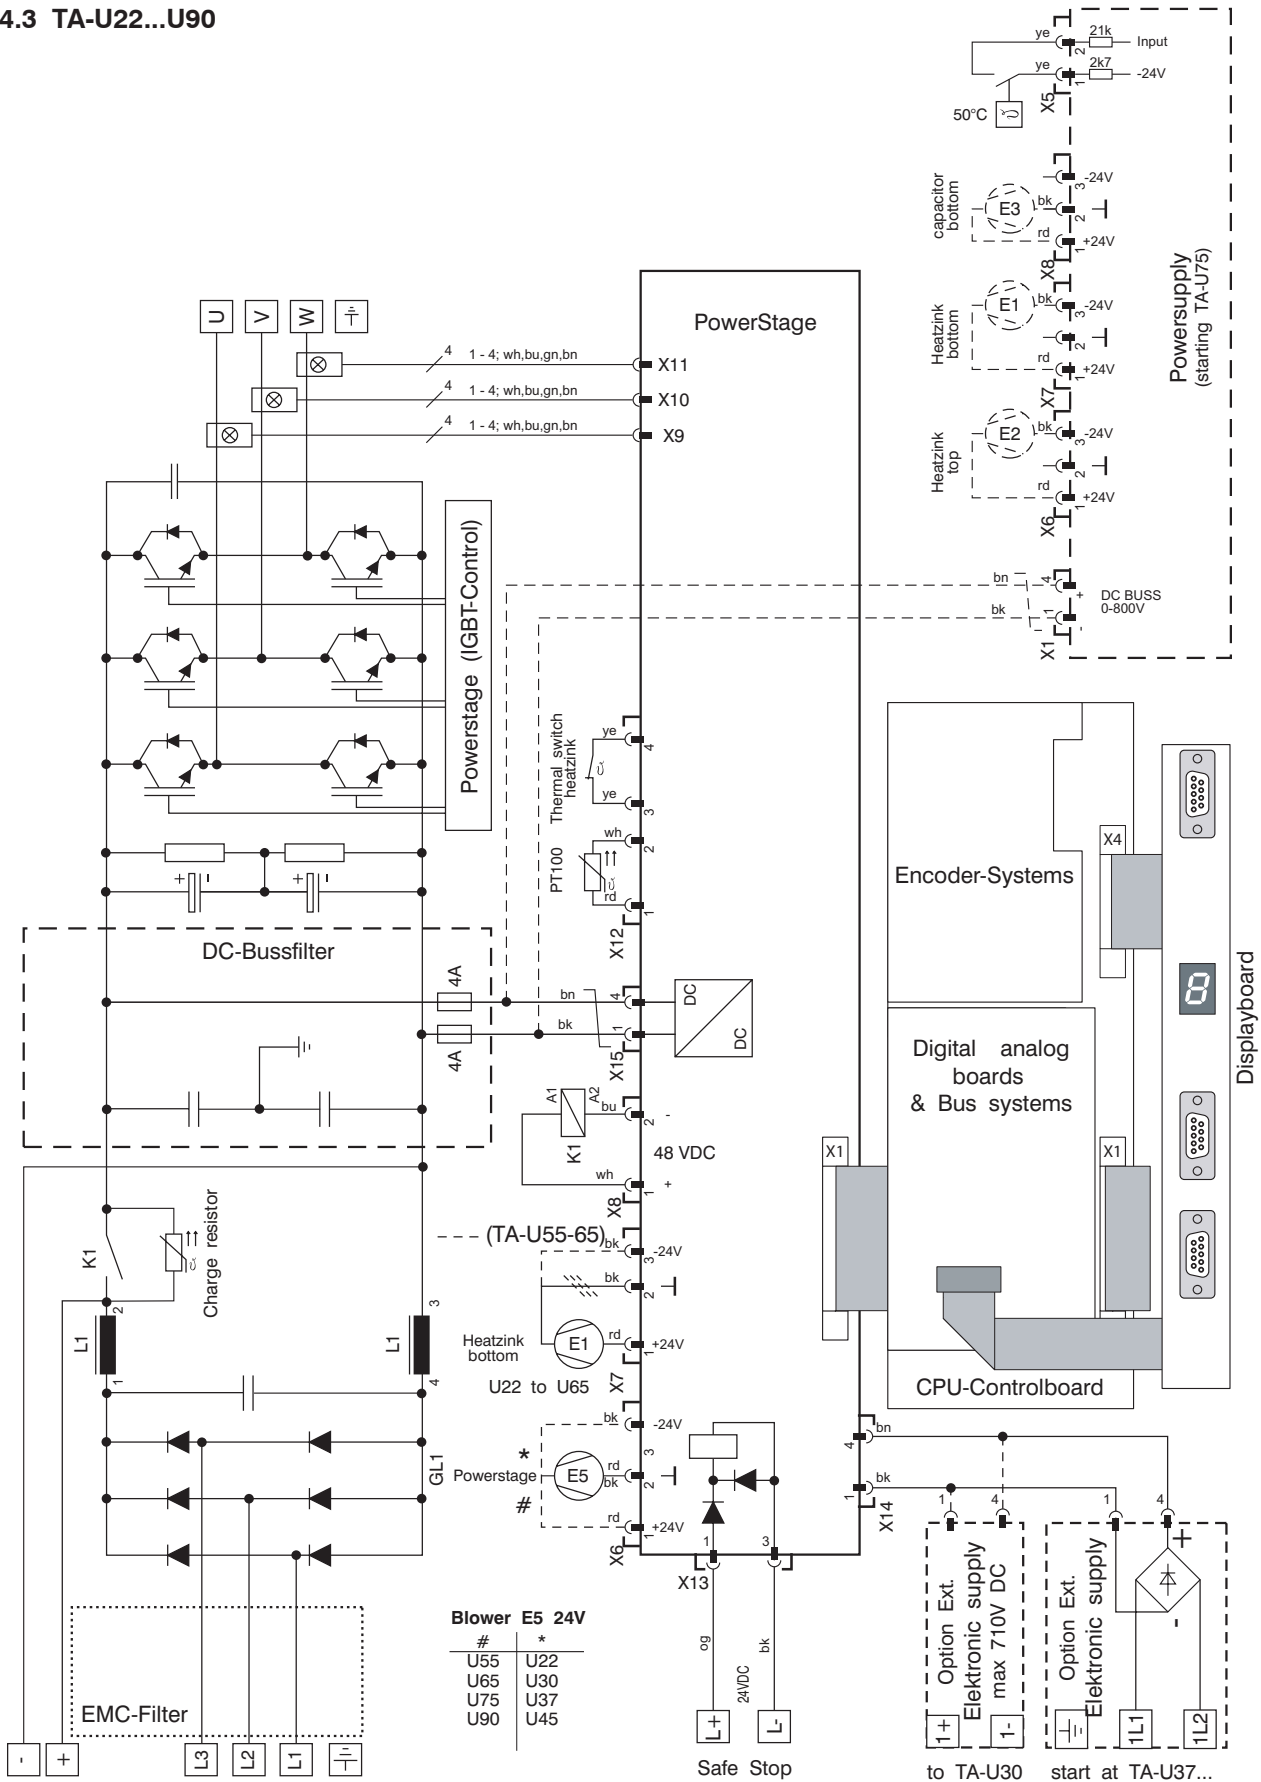 4.3 TA-U22...U90
ye
21k
Input
2
ye
2k7
-24V
1
X5
50°C
capacitor
bottom
E3
bk
rd
3
-24V
2
1
+24V
X8
Heatzink
bottom
E1
bk
rd
3
-24V
2
1
+24V
X7
Heatzink
top
E2
bk
rd
3
-24V
2
1
+24V
X6
Powersupply
(starting TA-U75)
bn
4
+
DC BUSS
0-800V
bk
1
-
X1
U
V
W
PowerStage
4
1 - 4; wh,bu,gn,bn
X11
4
1 - 4; wh,bu,gn,bn
X10
4
1 - 4; wh,bu,gn,bn
X9
Powerstage (IGBT-Control)
Thermal switch
heatzink
ye
4
ye
3
PT100
wh
2
rd
1
X12
+
-
+
-
DC-Bussfilter
4A
4A
bn
4
bk
1
X15
DC
DC
A1
A2
K1
bu
2
-
48 VDC
wh
1
+
X8
K1
Charge resistor
(TA-U55-65)
bk
3
-24V
bk
2
Heatzink
bottom
E1
rd
1
+24V
U22 to U65
X7
L1
2
1
L1
3
4
GL1
bk
-24V
3
*
Powerstage
#
E5
rd
bk
2
rd
1
+24V
X6
Encoder-Systems
X4
Digital analog
boards
& Bus systems
X1
X1
CPU-Controlboard
8
Displayboard
4
bn
1
bk
X14
1
3
X13
og
bk
24VDC
L+
L-
Safe Stop
1
4
Option Ext.
Elektronic supply
max 710V DC
1+
1-
to TA-U30
1
4
+
-
Option Ext.
Elektronic supply
1L1
1L2
start at TA-U37...
Blower E5 24V
# *
U55 U22
U65 U30
U75 U37
U90 U45
EMC-Filter
-
+
L3
L2
L1